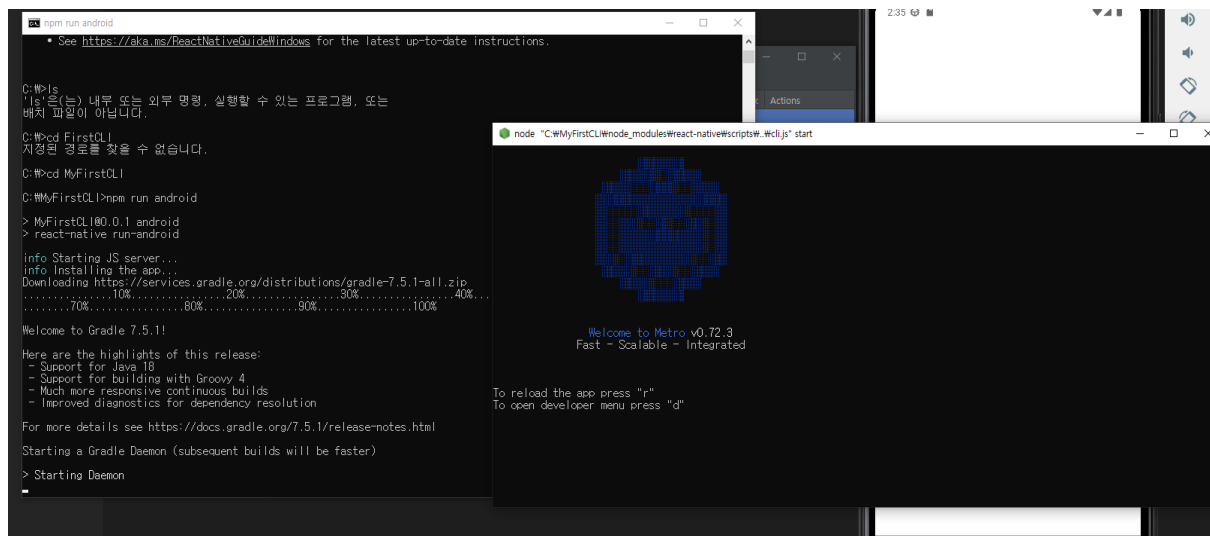 npm run android
• See https://aka.ms/ReactNativeGuideWindows for the latest up-to-date instructions.
C:₩>ls
'ls'은(는) 내부 또는 외부 명령, 실행할 수 있는 프로그램, 또는
배치 파일이 아닙니다.
C:₩>cd FirstCLI
지정된 경로를 찾을 수 없습니다.
C:₩>cd MyFirstCLI
C:₩MyFirstCLI>npm run android
> MyFirstCLI@0.0.1 android
> react-native run-android
info Starting JS server...
info Installing the app...
Downloading https://services.gradle.org/distributions/gradle-7.5.1-all.zip
............10%...............20%...............30%................40%...
........70%................80%...............90%...............100%
Welcome to Gradle 7.5.1!
Here are the highlights of this release:
- Support for Java 18
- Support for building with Groovy 4
- Much more responsive continuous builds
- Improved diagnostics for dependency resolution
For more details see https://docs.gradle.org/7.5.1/release-notes.html
Starting a Gradle Daemon (subsequent builds will be faster)
> Starting Daemon
Actions
2:35
node "C:₩MyFirstCLI₩node_modules₩react-native₩scripts₩..₩cli.js" start
Welcome to Metro v0.72.3
Fast - Scalable - Integrated
To reload the app press "r"
To open developer menu press "d"